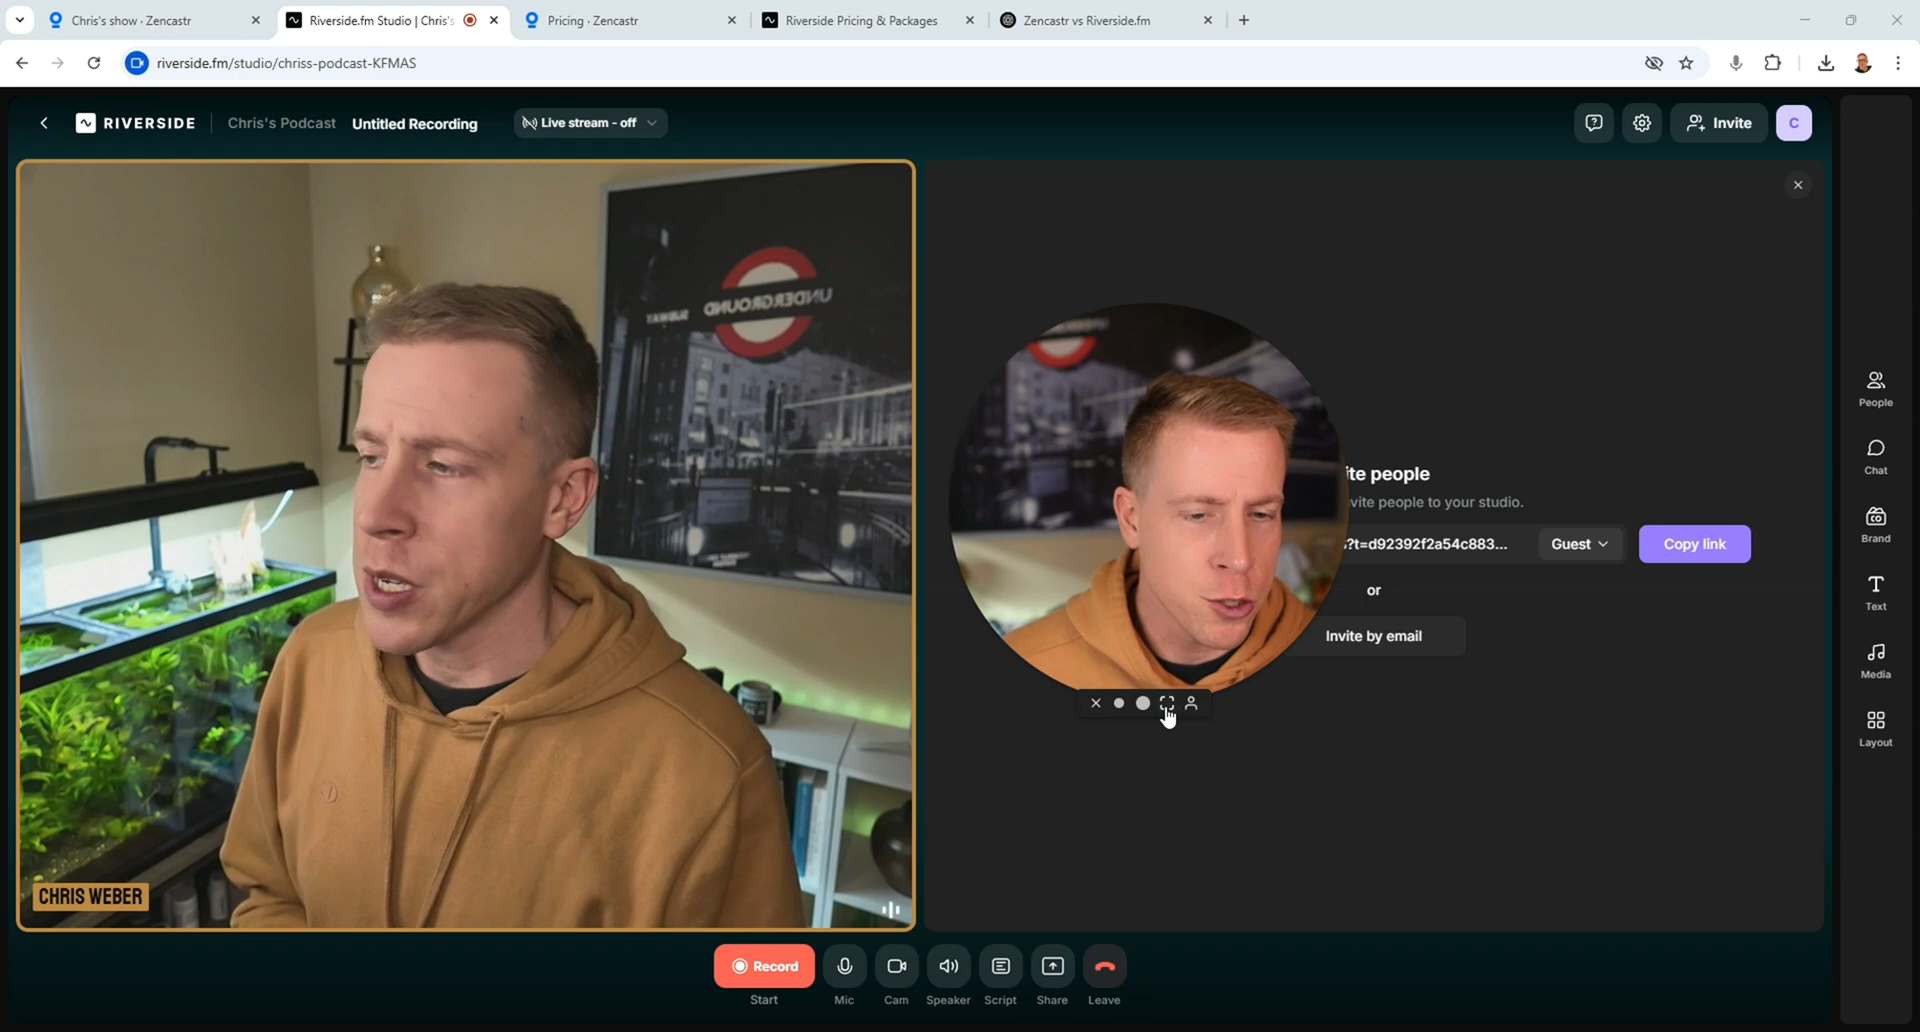 Chris's show · Zencastr
Riverside.fm Studio | Chris's
Pricing · Zencastr
Riverside Pricing & Packages
Zencastr vs Riverside.fm
riverside.fm/studio/chriss-podcast-KFMAS
RIVERSIDE
Chris's Podcast
Untitled Recording
Live stream - off
Invite
C
UNDERGROUND
SUBWAY
ite people
vite people to your studio.
?t=d92392f2a54c883...
Guest
Copy link
or
Invite by email
CHRIS WEBER
People
Chat
Brand
Text
Media
Layout
Record
Start
Mic
Cam
Speaker
Script
Share
Leave